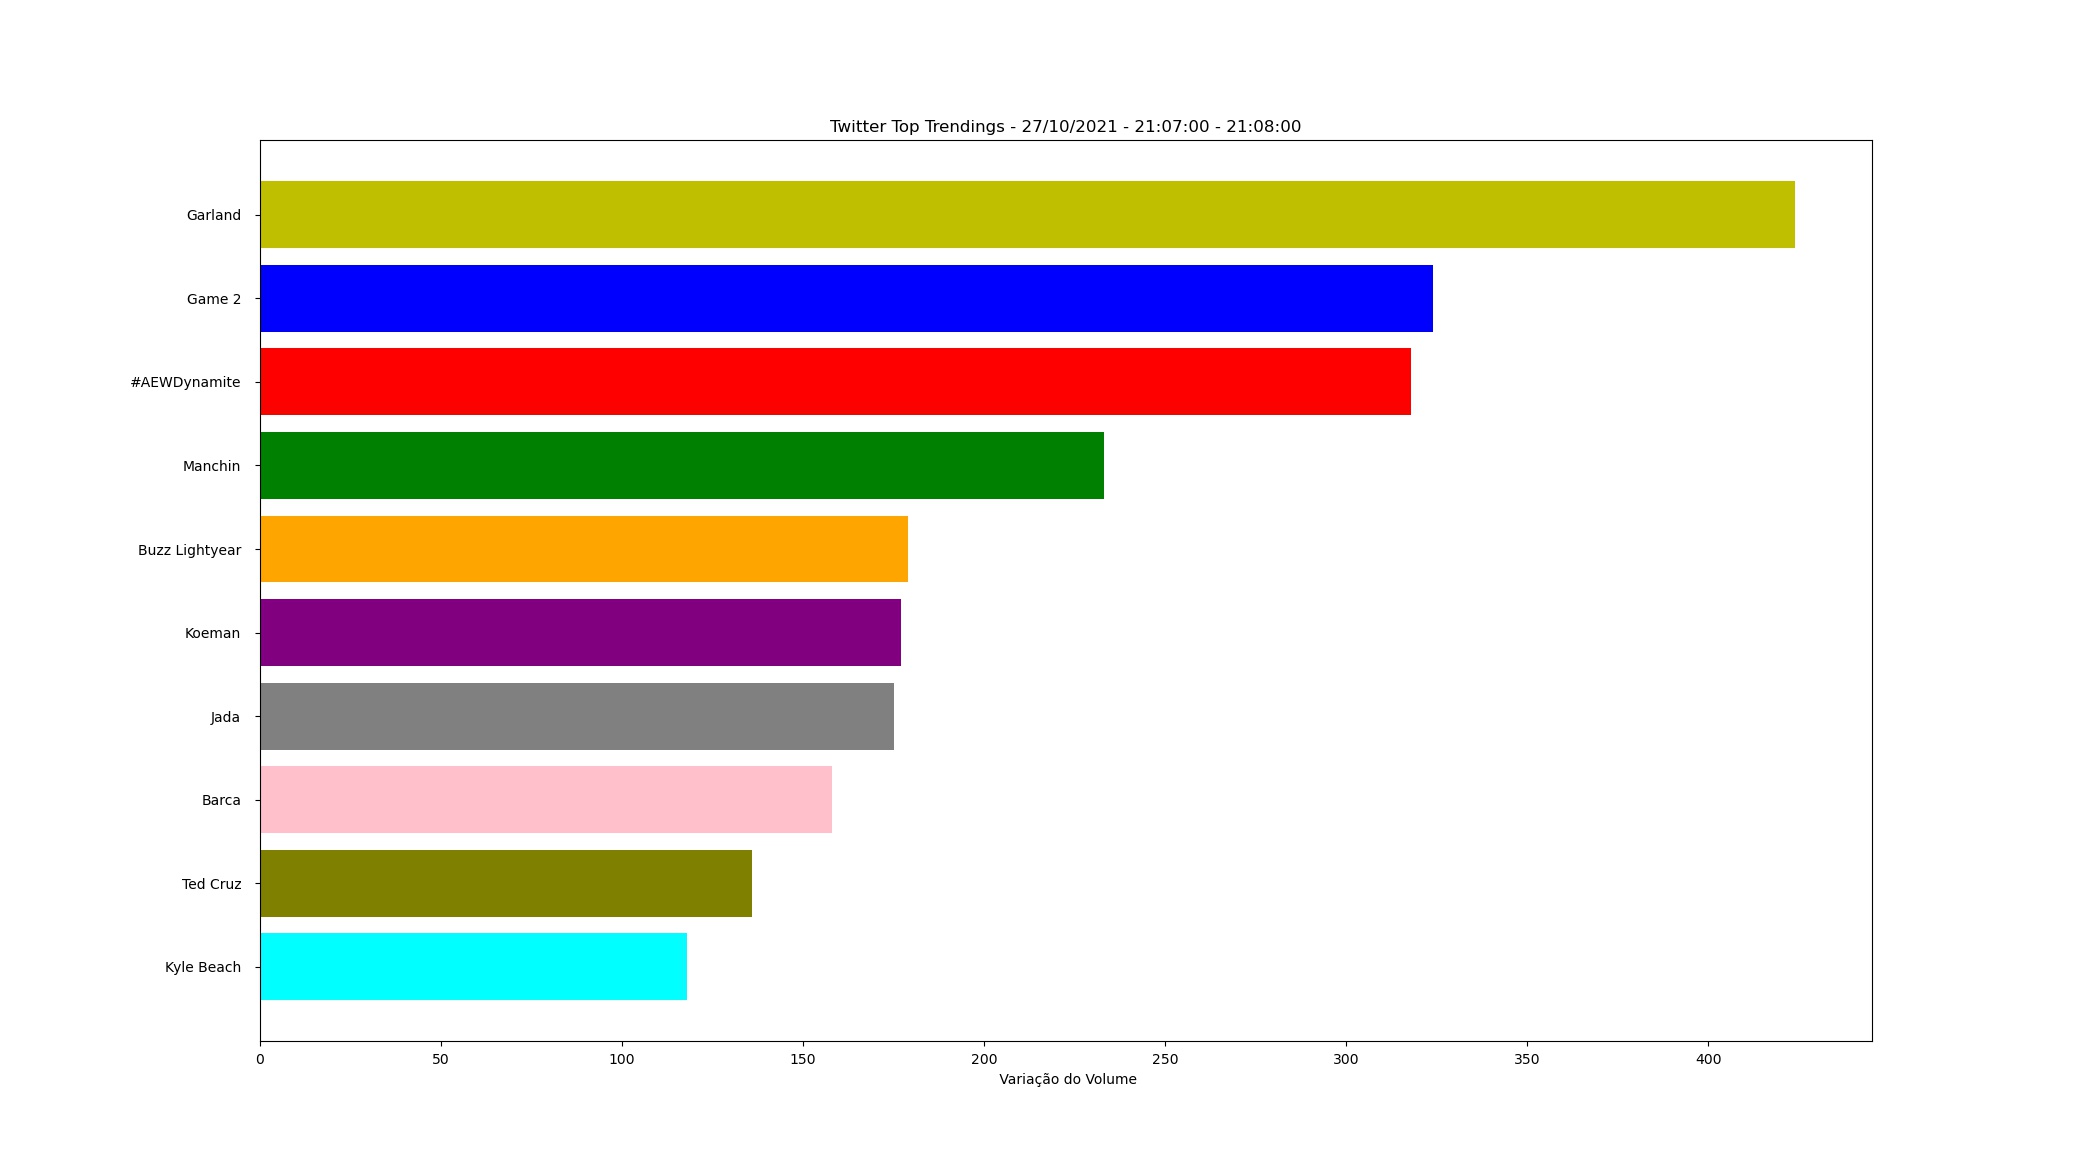 Twitter Top Trendings - 27/10/2021 - 21:07:00 - 21:08:00
Garland
Game 2
#AEWDynamite
Manchin
Buzz Lightyear
Koeman
Jada
Barca
Ted Cruz
Kyle Beach
0 50 100 150 200 250 300 350 400
Variação do Volume